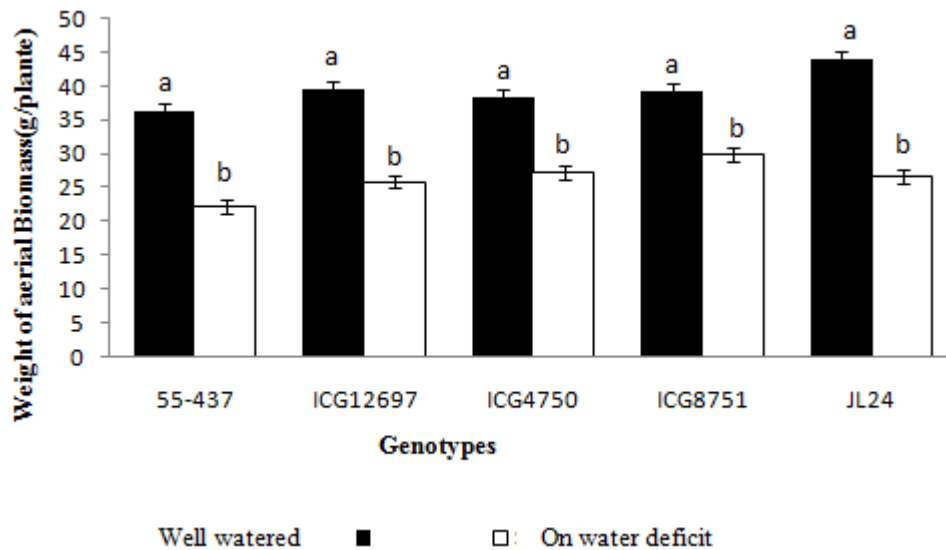 Weight of aerial Biomass(g/plante)
50
45
40
35
30
25
20
15
10
5
0
a
b
a
b
a
b
a
b
a
b
55-437 ICG12697 ICG4750 ICG8751 JL24
Genotypes
Well watered On water deficit